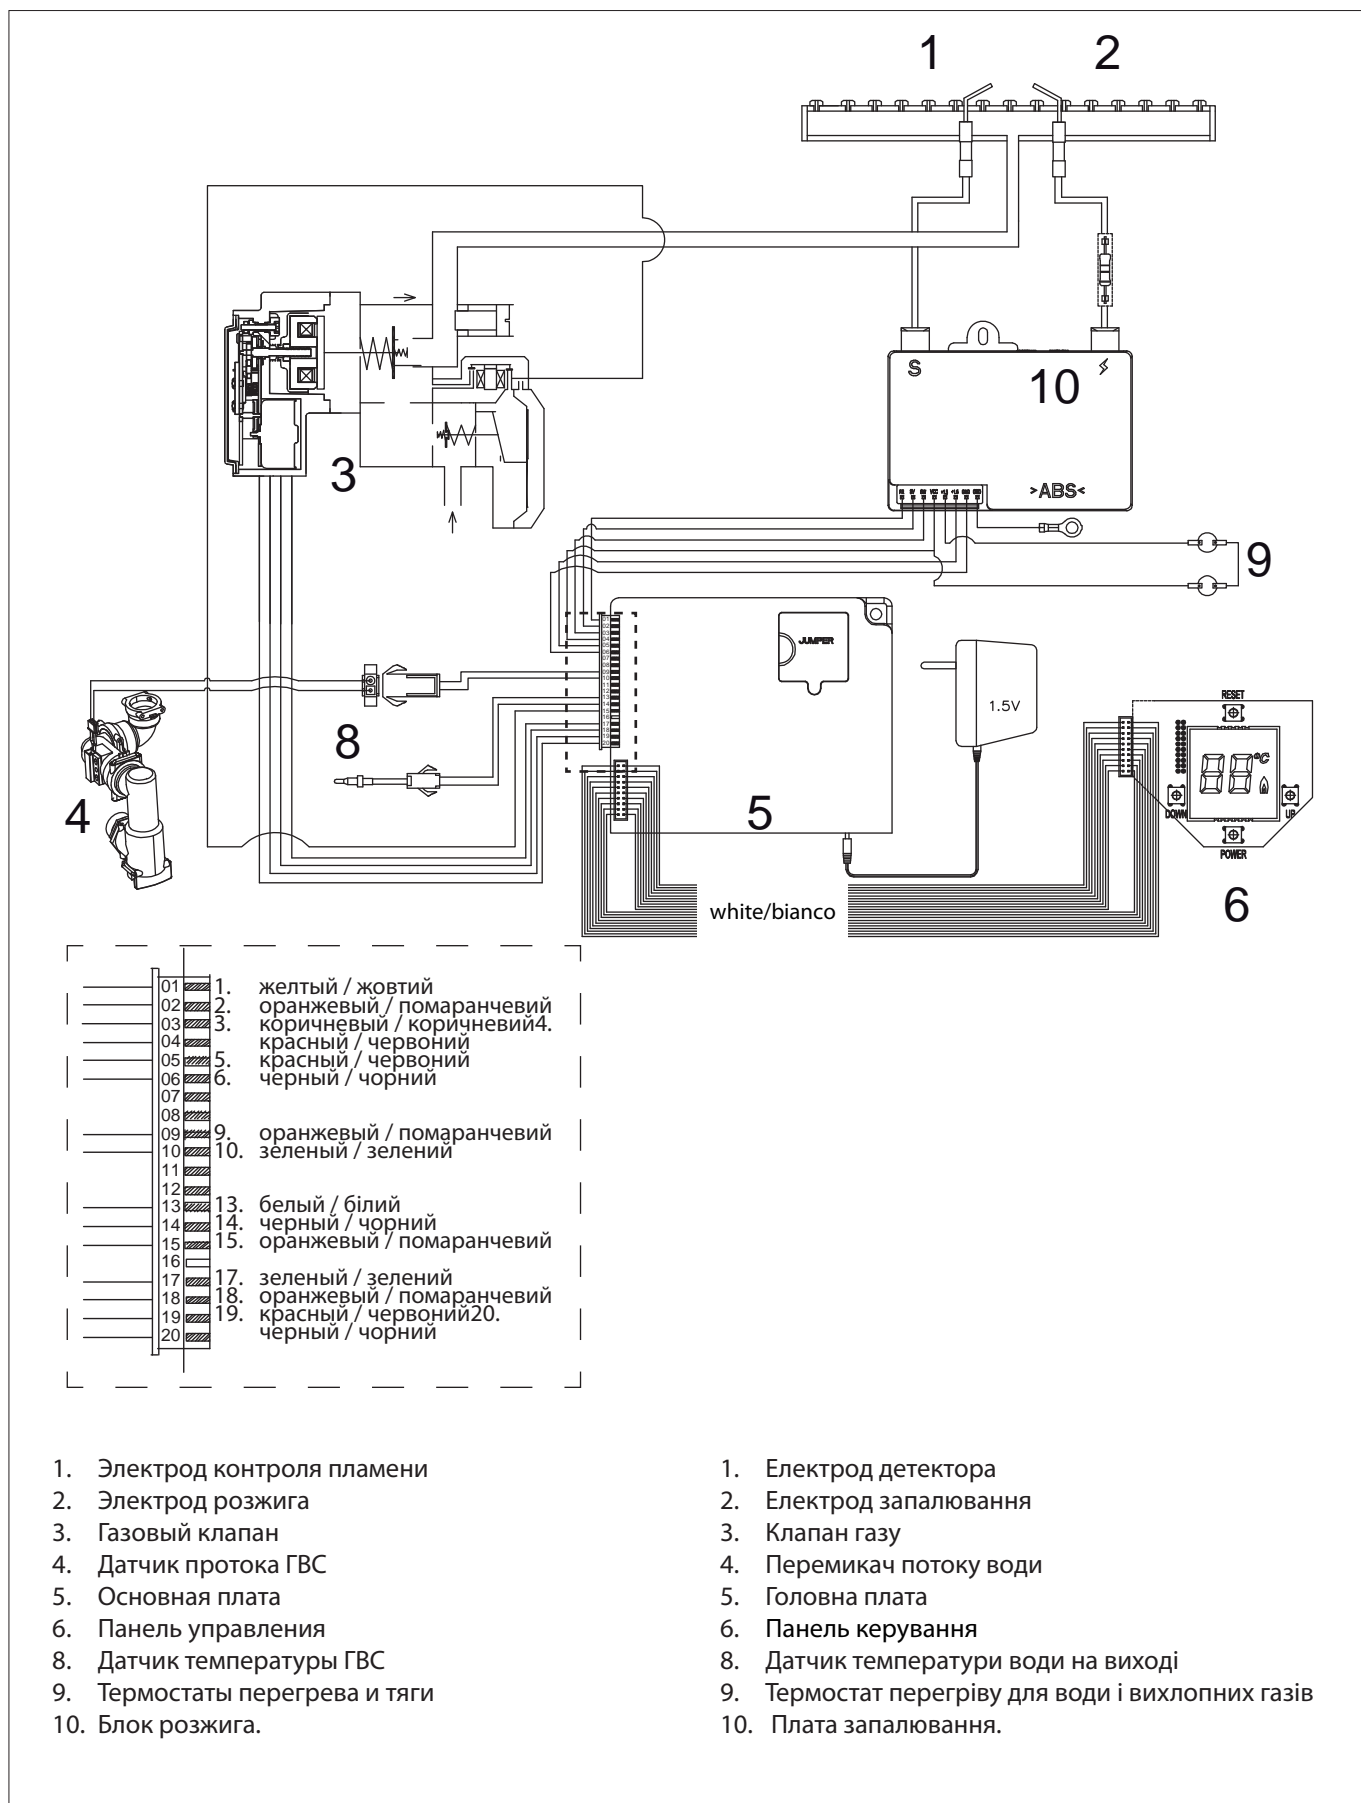 1
2
S
10
>ABS<
3
9
JUMPER
1.5V
RESET
°C
DOWN
UP
POWER
8
4
5
6
white/bianco
01 1. желтый / жовтий
02 2. оранжевый / помаранчевий
03 3. коричневый / коричневий4.
04 красный / червоний
05 5. красный / червоний
06 6. черный / чорний
07
08
09 9. оранжевый / помаранчевий
10 10. зеленый / зелений
11
12
13 13. белый / білий
14 14. черный / чорний
15 15. оранжевый / помаранчевий
16
17 17. зеленый / зелений
18 18. оранжевый / помаранчевий
19 19. красный / червоний20.
20 черный / чорний
1. Электрод контроля пламени
2. Электрод розжига
3. Газовый клапан
4. Датчик протока ГВС
5. Основная плата
6. Панель управления
8. Датчик температуры ГВС
9. Термостаты перегрева и тяги
10. Блок розжига.
1. Електрод детектора
2. Електрод запалювання
3. Клапан газу
4. Перемикач потоку води
5. Головна плата
6. Панель керування
8. Датчик температури води на виході
9. Термостат перегріву для води і вихлопних газів
10. Плата запалювання.